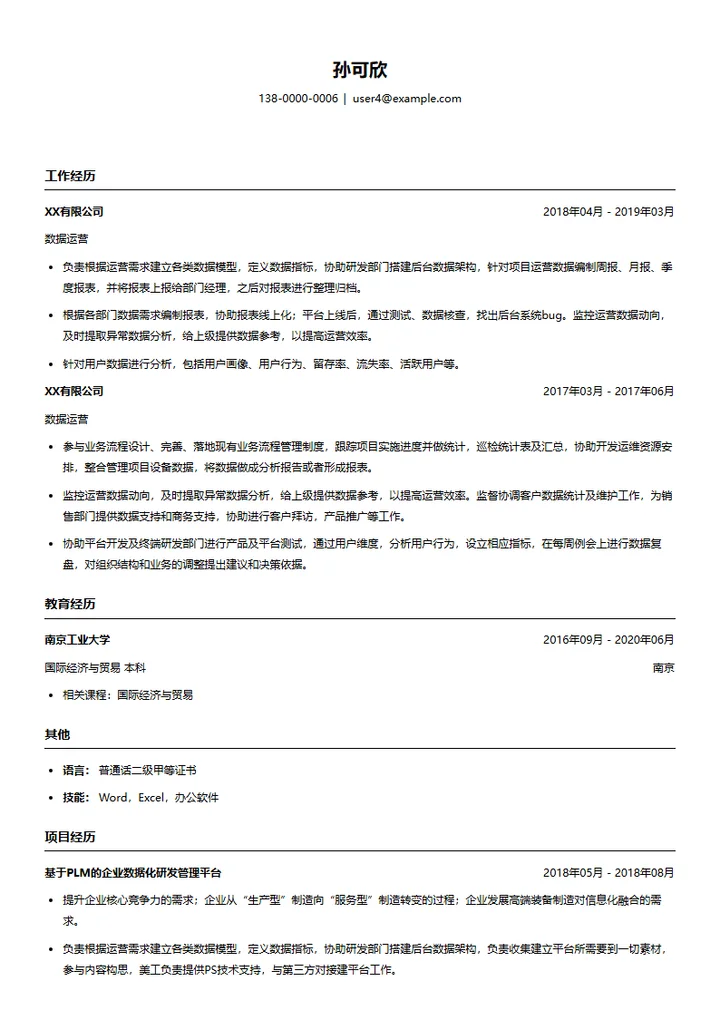 孙可欣
138-0000-0006 | user4@example.com
工作经历
XX有限公司 2018年04月 - 2019年03月
数据运营
• 负责根据运营需求建立各类数据模型，定义数据指标，协助研发部门搭建后台数据架构，针对项目运营数据编制周报、月报、季
度报表，并将报表上报给部门经理，之后对报表进行整理归档。
• 根据各部门数据需求编制报表，协助报表线上化；平台上线后，通过测试、数据核查，找出后台系统bug。监控运营数据动向，
及时提取异常数据分析，给上级提供数据参考，以提高运营效率。
• 针对用户数据进行分析，包括用户画像、用户行为、留存率、流失率、活跃用户等。
XX有限公司 2017年03月 - 2017年06月
数据运营
• 参与业务流程设计、完善、落地现有业务流程管理制度，跟踪项目实施进度并做统计，巡检统计表及汇总，协助开发运维资源安
排，整合管理项目设备数据，将数据做成分析报告或者形成报表。
• 监控运营数据动向，及时提取异常数据分析，给上级提供数据参考，以提高运营效率。监督协调客户数据统计及维护工作，为销
售部门提供数据支持和商务支持，协助进行客户拜访，产品推广等工作。
• 协助平台开发及终端研发部门进行产品及平台测试，通过用户维度，分析用户行为，设立相应指标，在每周例会上进行数据复
盘，对组织结构和业务的调整提出建议和决策依据。
教育经历
南京工业大学 2016年09月 - 2020年06月
国际经济与贸易 本科 南京
• 相关课程：国际经济与贸易
其他
• 语言： 普通话二级甲等证书
• 技能： Word，Excel，办公软件
项目经历
基于PLM的企业数据化研发管理平台 2018年05月 - 2018年08月
• 提升企业核心竞争力的需求；企业从“生产型”制造向“服务型”制造转变的过程；企业发展高端装备制造对信息化融合的需
求。
• 负责根据运营需求建立各类数据模型，定义数据指标，协助研发部门搭建后台数据架构，负责收集建立平台所需要到一切素材，
参与内容构思，美工负责提供PS技术支持，与第三方对接建平台工作。